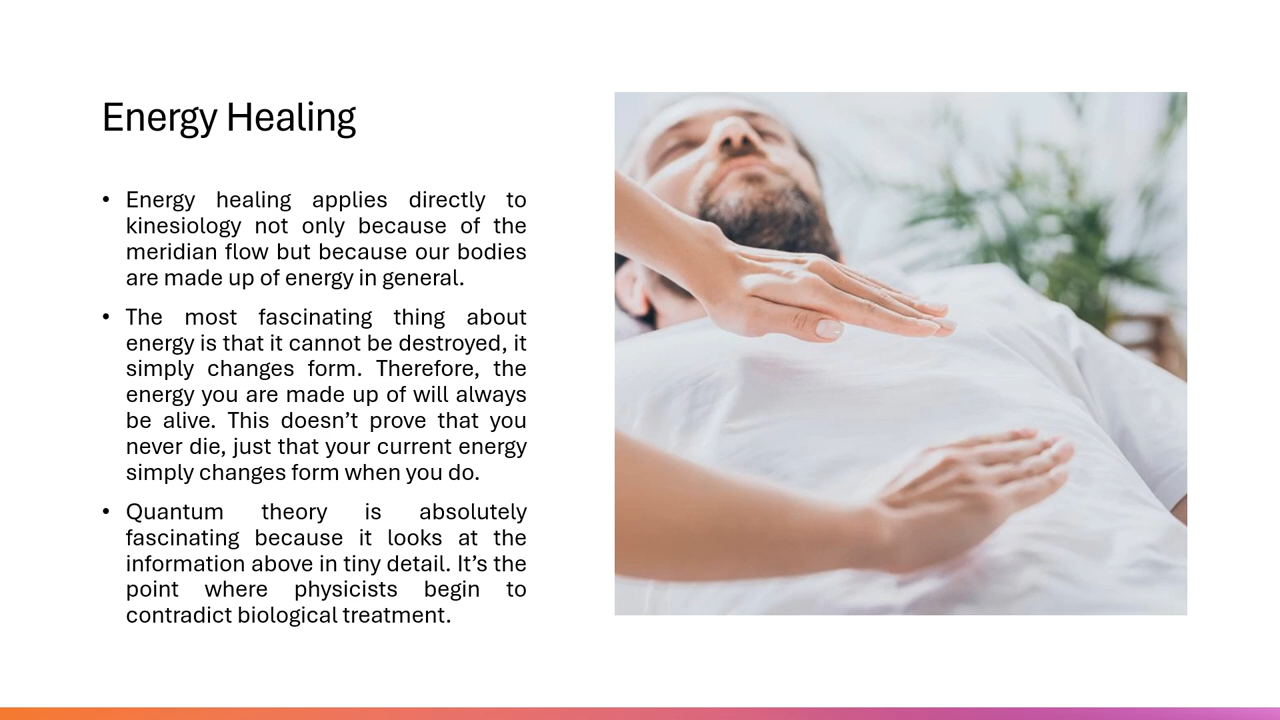 Energy Healing
• Energy healing applies directly to
kinesiology not only because of the
meridian flow but because our bodies
are made up of energy in general.
• The most fascinating thing about
energy is that it cannot be destroyed, it
simply changes form. Therefore, the
energy you are made up of will always
be alive. This doesn’t prove that you
never die, just that your current energy
simply changes form when you do.
• Quantum theory is absolutely
fascinating because it looks at the
information above in tiny detail. It’s the
point where physicists begin to
contradict biological treatment.